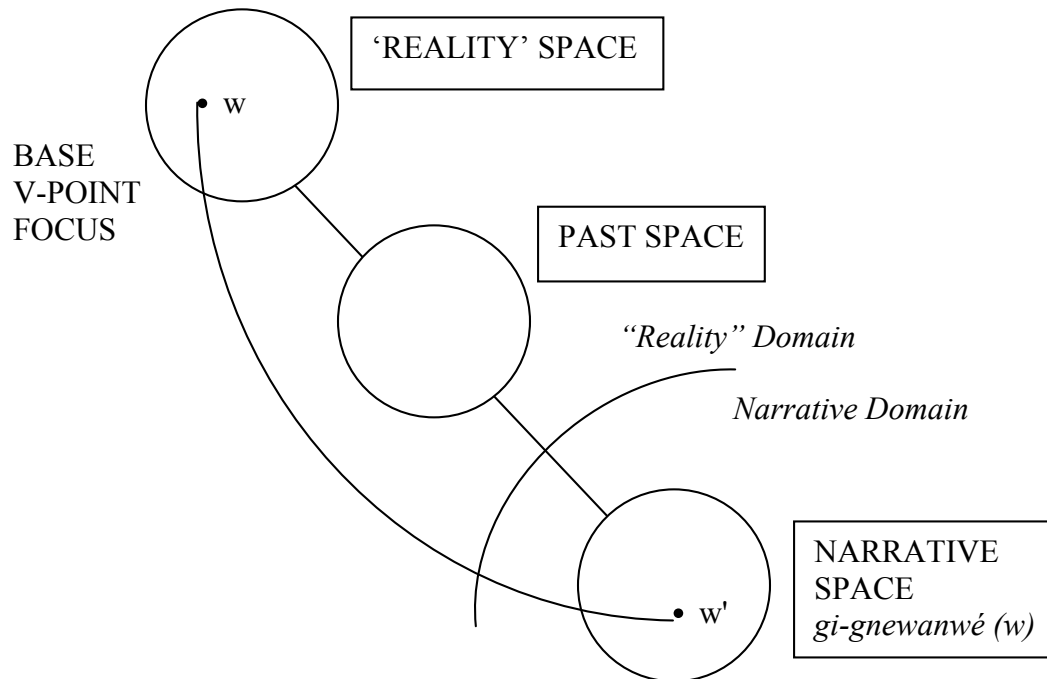 ‘REALITY’ SPACE
w
BASE
V-POINT
FOCUS
PAST SPACE
“Reality” Domain
Narrative Domain
NARRATIVE
SPACE
gi-gnewanwé (w)
w'